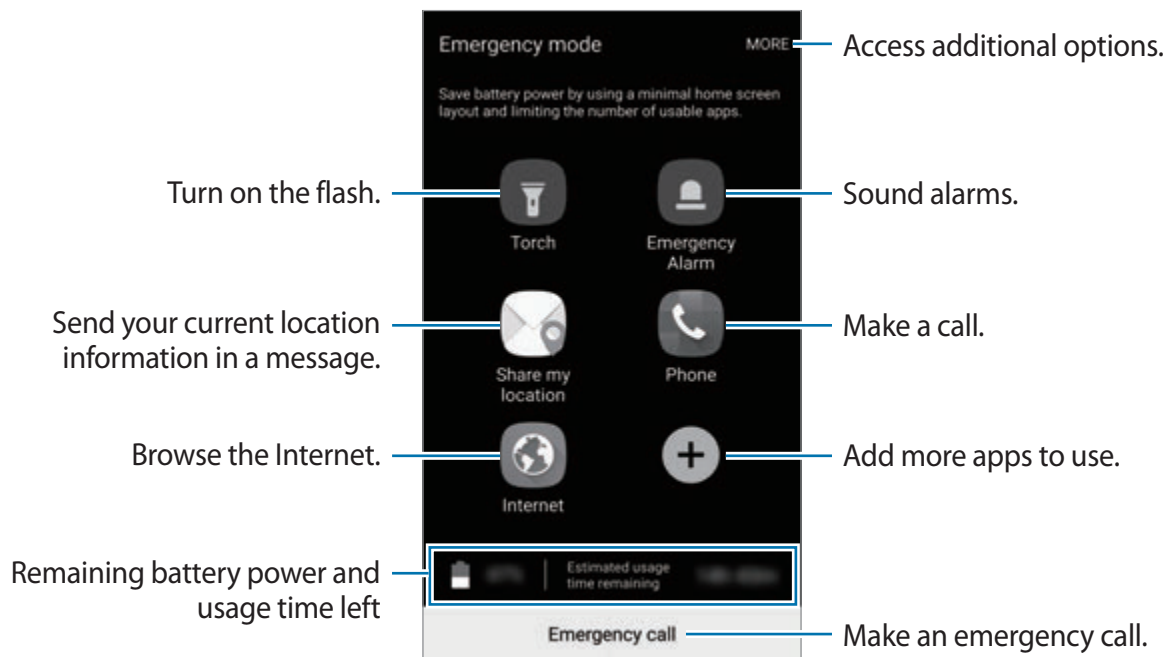 Emergency mode
MORE
Access additional options.
Save battery power by using a minimal home screen
layout and limiting the number of usable apps.
Turn on the flash.
Torch
Emergency
Alarm
Sound alarms.
Send your current location
information in a message.
Share my
location
Phone
Make a call.
Browse the Internet.
Internet
Add more apps to use.
Remaining battery power and
usage time left
Estimated usage
time remaining
Emergency call
Make an emergency call.